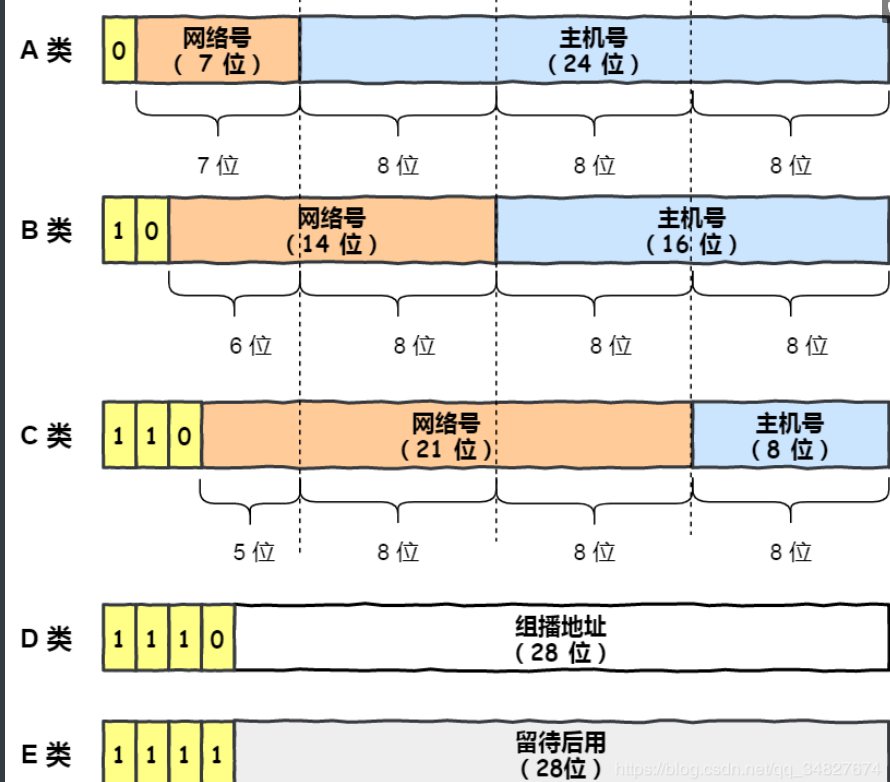 A 类
0
网络号
（ 7 位）
主机号
（24 位）
7 位
8 位
8 位
8 位
B 类
1
0
网络号
（14 位）
主机号
（16 位）
6 位
8 位
8 位
8 位
C 类
1
1
0
网络号
（21 位）
主机号
（8 位）
5 位
8 位
8 位
8 位
D 类
1
1
1
0
组播地址
（28 位）
E 类
1
1
1
1
留待后用
（28位）
https://blog.csdn.net/qq_34827674